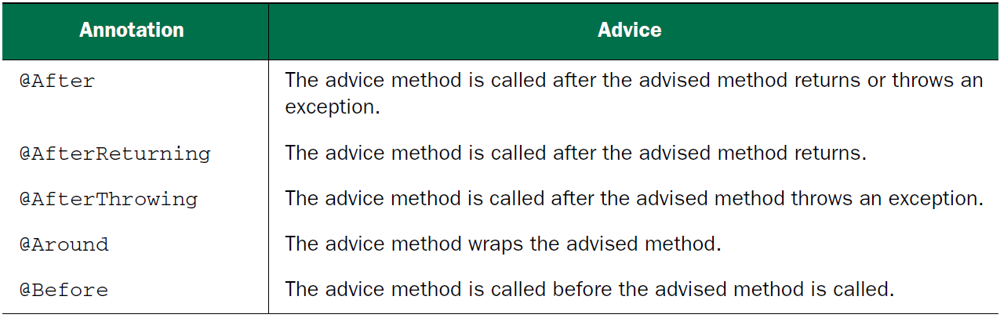 Annotation Advice
@After The advice method is called after the advised method returns or throws an
exception.
@AfterReturning The advice method is called after the advised method returns.
@AfterThrowing The advice method is called after the advised method throws an exception.
@Around The advice method wraps the advised method.
@Before The advice method is called before the advised method is called.